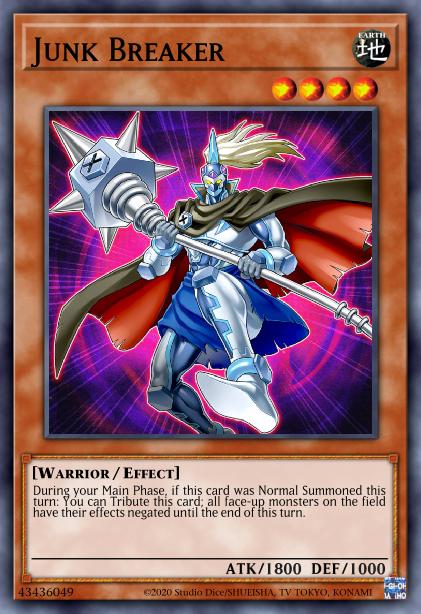 Junk Breaker
EARTH
地
[Warrior / Effect]
During your Main Phase, if this card was Normal Summoned this
turn: You can Tribute this card; all face-up monsters on the field
have their effects negated until the end of this turn.
ATK/1800 DEF/1000
43436049
©2020 Studio Dice/SHUEISHA, TV TOKYO, KONAMI